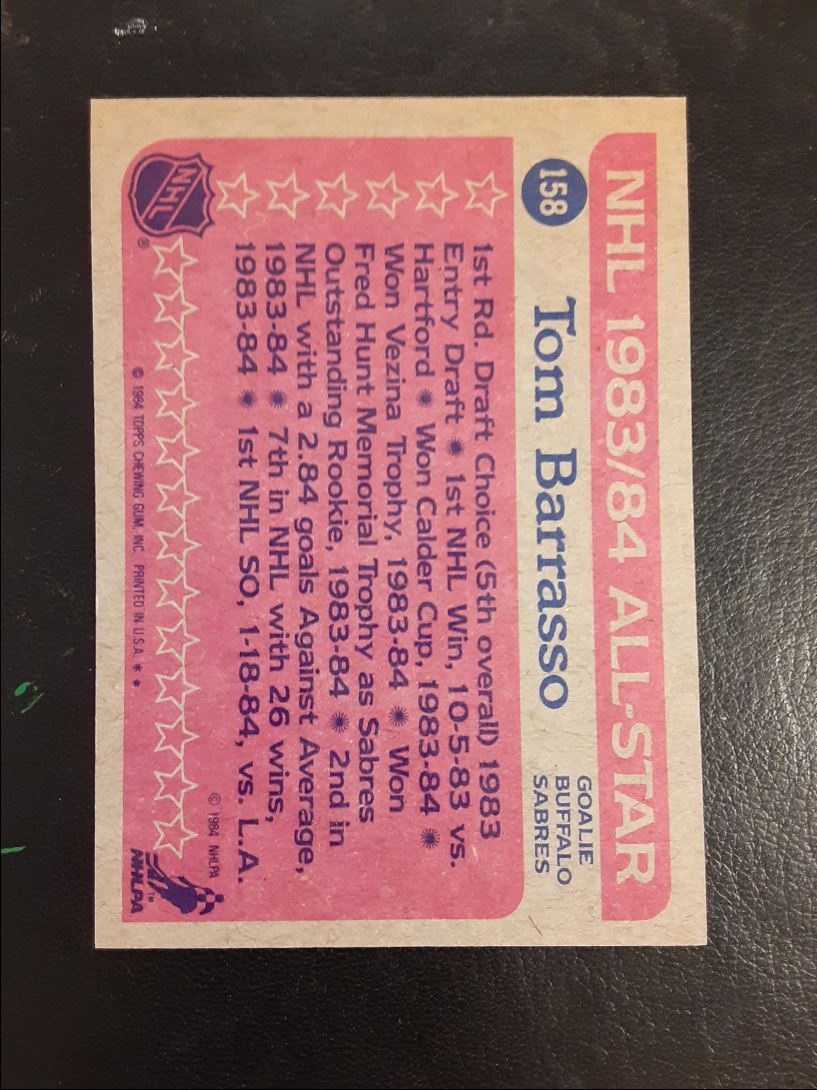 NHL 1983/84 ALL-STAR
158
Tom Barrasso
GOALIE
BUFFALO
SABRES
1st Rd. Draft Choice (5th overall) 1983
Entry Draft ✺ 1st NHL Win, 10-5-83 vs.
Hartford ✺ Won Calder Cup, 1983-84 ✺
Won Vezina Trophy, 1983-84 ✺ Won
Fred Hunt Memorial Trophy as Sabres
Outstanding Rookie, 1983-84 ✺ 2nd in
NHL with a 2.84 goals Against Average,
1983-84 ✺ 7th in NHL with 26 wins,
1983-84 ✺ 1st NHL SO, 1-18-84, vs. L.A.
NHL ®
© 1984 NHLPA
TM
NHLPA
© 1984 TOPPS CHEWING GUM, INC. PRINTED IN U.S.A. * *